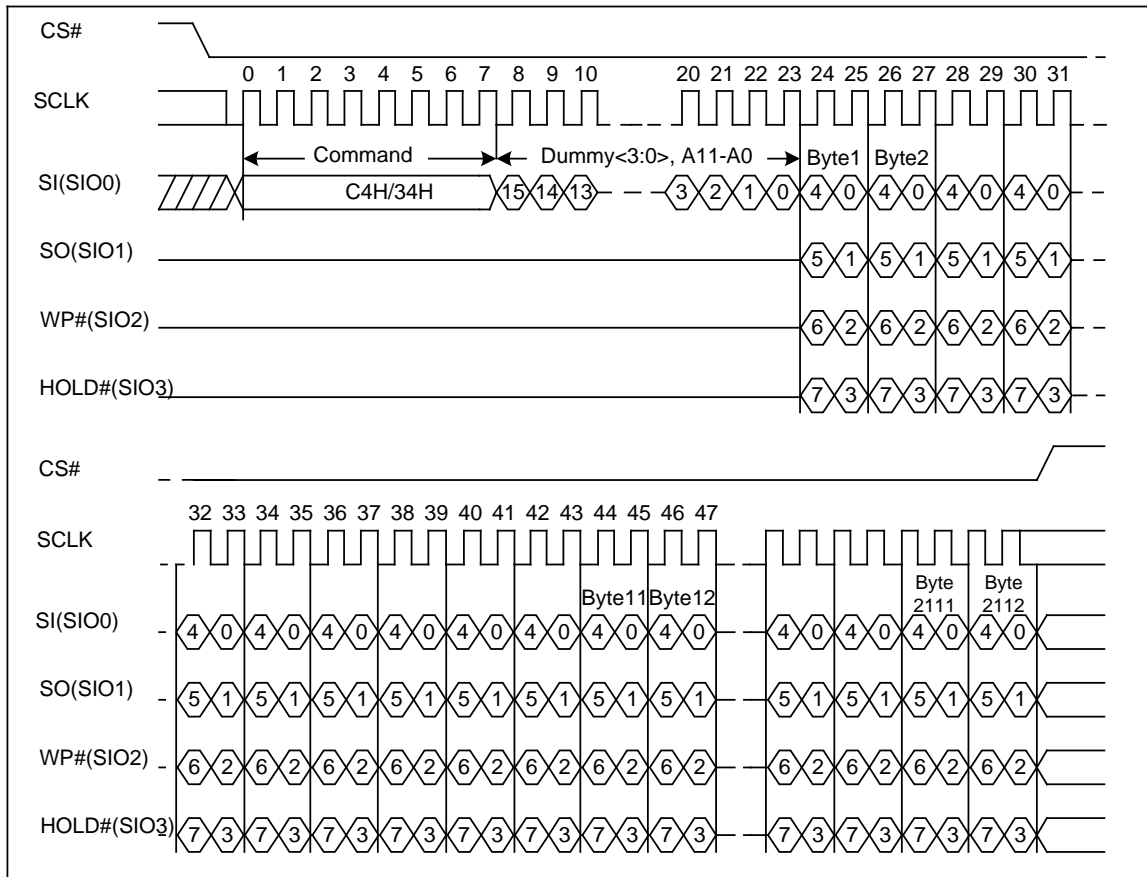 CS#
0 1 2 3 4 5 6 7 8 9 10 20 21 22 23 24 25 26 27 28 29 30 31
SCLK
Command Dummy<3:0>, A11-A0 Byte1 Byte2
SI(SIO0) C4H/34H 15 14 13 3 2 1 0 4 0 4 0 4 0 4 0
SO(SIO1) 5 1 5 1 5 1 5 1
WP#(SIO2) 6 2 6 2 6 2 6 2
HOLD#(SIO3) 7 3 7 3 7 3 7 3
CS#
32 33 34 35 36 37 38 39 40 41 42 43 44 45 46 47
SCLK
Byte11 Byte12 Byte 2111 Byte 2112
SI(SIO0) 4 0 4 0 4 0 4 0 4 0 4 0 4 0 4 0 4 0 4 0 4 0 4 0
SO(SIO1) 5 1 5 1 5 1 5 1 5 1 5 1 5 1 5 1 5 1 5 1 5 1 5 1
WP#(SIO2) 6 2 6 2 6 2 6 2 6 2 6 2 6 2 6 2 6 2 6 2 6 2 6 2
HOLD#(SIO3) 7 3 7 3 7 3 7 3 7 3 7 3 7 3 7 3 7 3 7 3 7 3 7 3